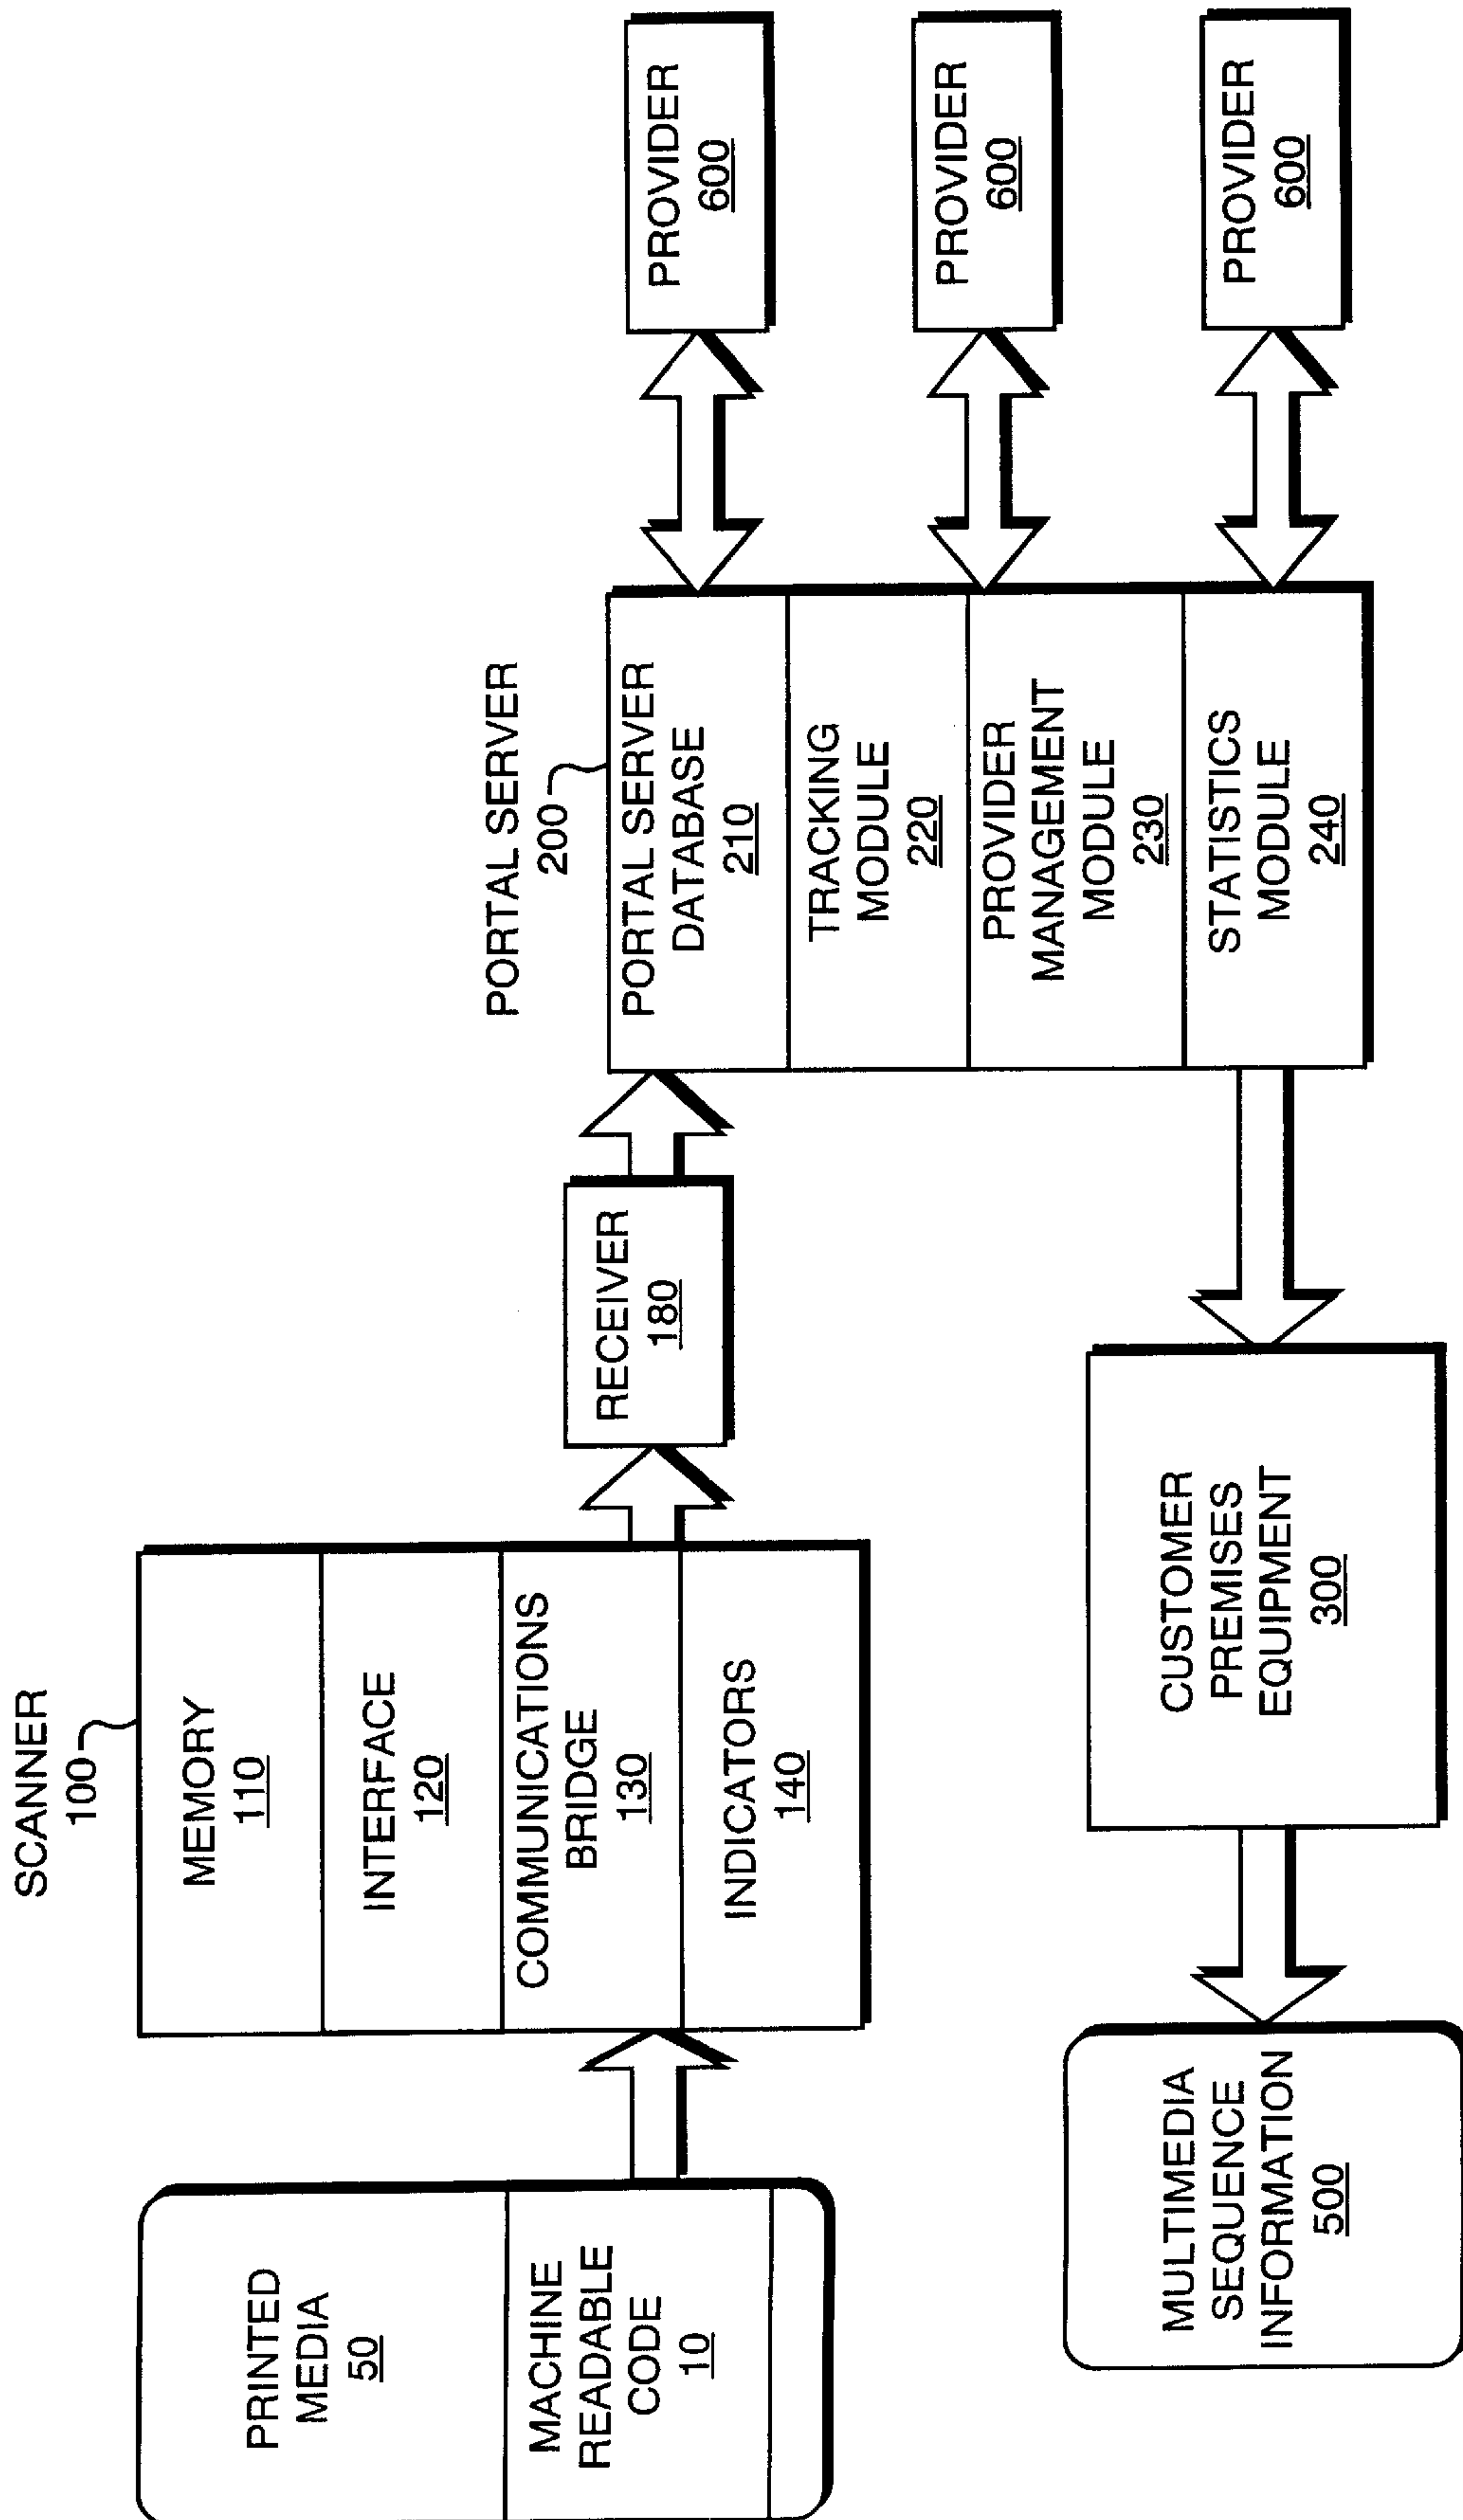 SCANNER
100
MEMORY
110
INTERFACE
120
COMMUNICATIONS
BRIDGE
130
INDICATORS
140
PRINTED
MEDIA
50
MACHINE
READABLE
CODE
10
RECEIVER
180
PORTAL SERVER
200
PORTAL SERVER
DATABASE
210
TRACKING
MODULE
220
PROVIDER
MANAGEMENT
MODULE
230
STATISTICS
MODULE
240
PROVIDER
600
PROVIDER
600
PROVIDER
600
CUSTOMER
PREMISES
EQUIPMENT
300
MULTIMEDIA
SEQUENCE
INFORMATION
500